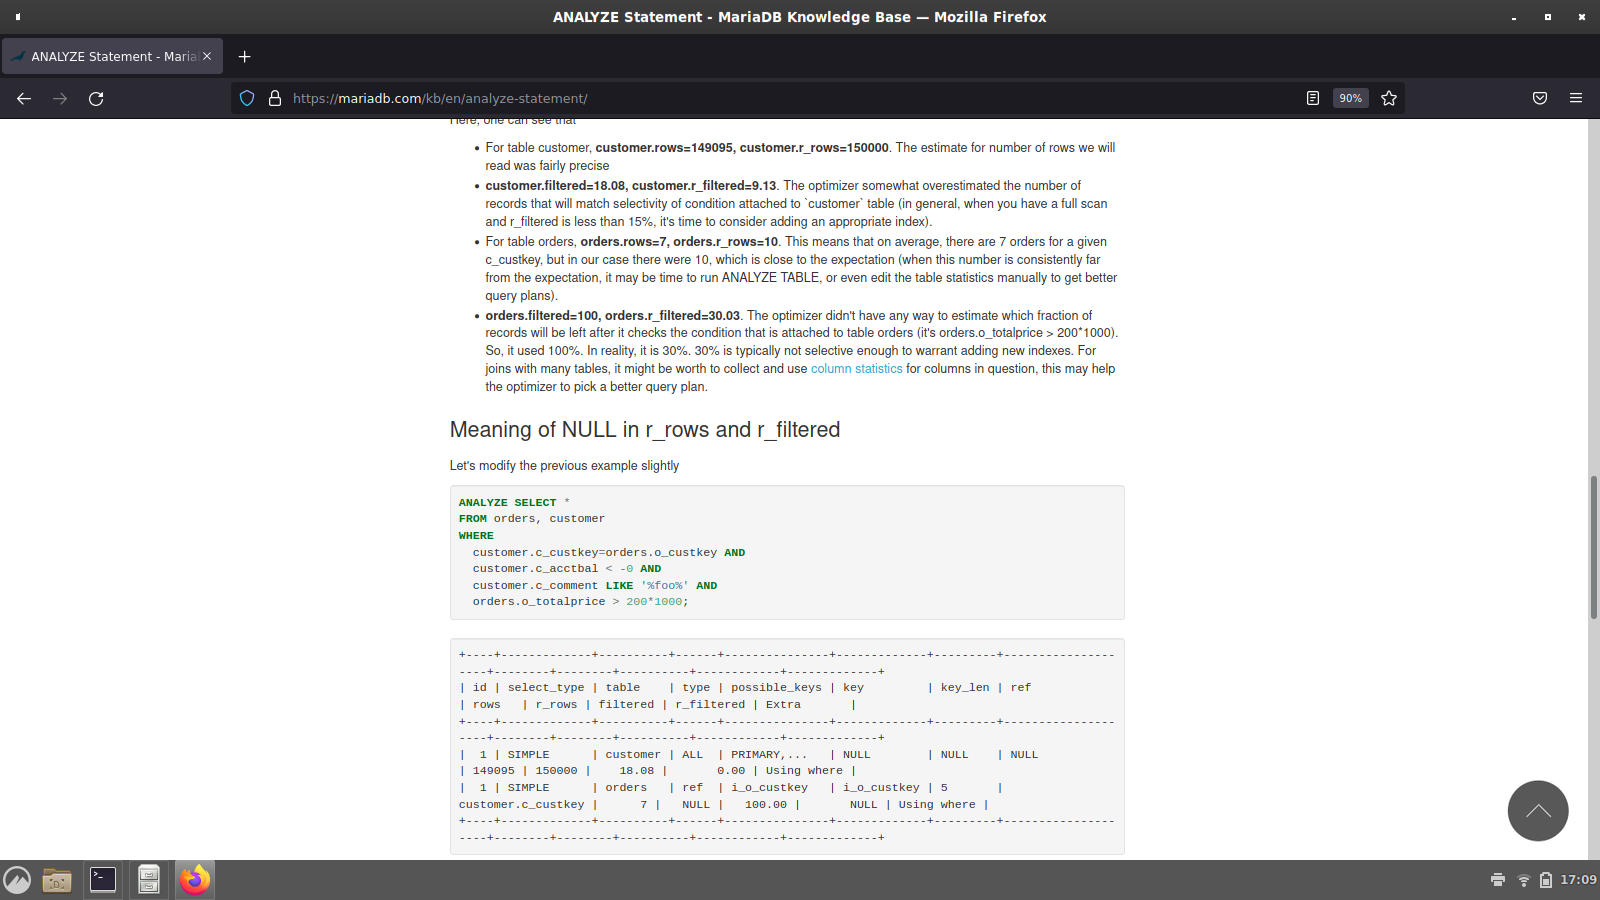 ANALYZE Statement - MariaDB Knowledge Base — Mozilla Firefox
ANALYZE Statement - Maria
https://mariadb.com/kb/en/analyze-statement/
90%
Here, one can see that
• For table customer, customer.rows=149095, customer.r_rows=150000. The estimate for number of rows we will
read was fairly precise
• customer.filtered=18.08, customer.r_filtered=9.13. The optimizer somewhat overestimated the number of
records that will match selectivity of condition attached to `customer` table (in general, when you have a full scan
and r_filtered is less than 15%, it's time to consider adding an appropriate index).
• For table orders, orders.rows=7, orders.r_rows=10. This means that on average, there are 7 orders for a given
c_custkey, but in our case there were 10, which is close to the expectation (when this number is consistently far
from the expectation, it may be time to run ANALYZE TABLE, or even edit the table statistics manually to get better
query plans).
• orders.filtered=100, orders.r_filtered=30.03. The optimizer didn't have any way to estimate which fraction of
records will be left after it checks the condition that is attached to table orders (it's orders.o_totalprice > 200*1000).
So, it used 100%. In reality, it is 30%. 30% is typically not selective enough to warrant adding new indexes. For
joins with many tables, it might be worth to collect and use column statistics for columns in question, this may help
the optimizer to pick a better query plan.
Meaning of NULL in r_rows and r_filtered
Let's modify the previous example slightly
ANALYZE SELECT *
FROM orders, customer
WHERE
  customer.c_custkey=orders.o_custkey AND
  customer.c_acctbal < -0 AND
  customer.c_comment LIKE '%foo%' AND
  orders.o_totalprice > 200*1000;
+----+-------------+----------+------+---------------+-------------+---------+----------------
----+--------+--------+----------+------------+-------------+
| id | select_type | table    | type | possible_keys | key         | key_len | ref
| rows   | r_rows | filtered | r_filtered | Extra       |
+----+-------------+----------+------+---------------+-------------+---------+----------------
----+--------+--------+----------+------------+-------------+
|  1 | SIMPLE      | customer | ALL  | PRIMARY,...   | NULL        | NULL    | NULL
| 149095 | 150000 |    18.08 |       0.00 | Using where |
|  1 | SIMPLE      | orders   | ref  | i_o_custkey   | i_o_custkey | 5       |
customer.c_custkey |      7 |   NULL |   100.00 |       NULL | Using where |
+----+-------------+----------+------+---------------+-------------+---------+----------------
----+--------+--------+----------+------------+-------------+
17:09